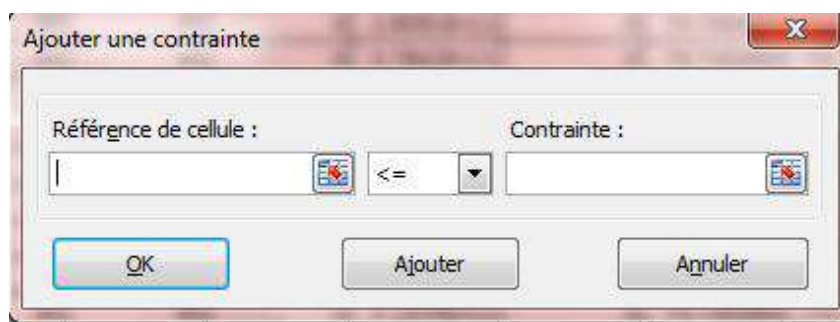 Ajouter une contrainte
Référence de cellule :
Contrainte :
<=
OK
Ajouter
Annuler